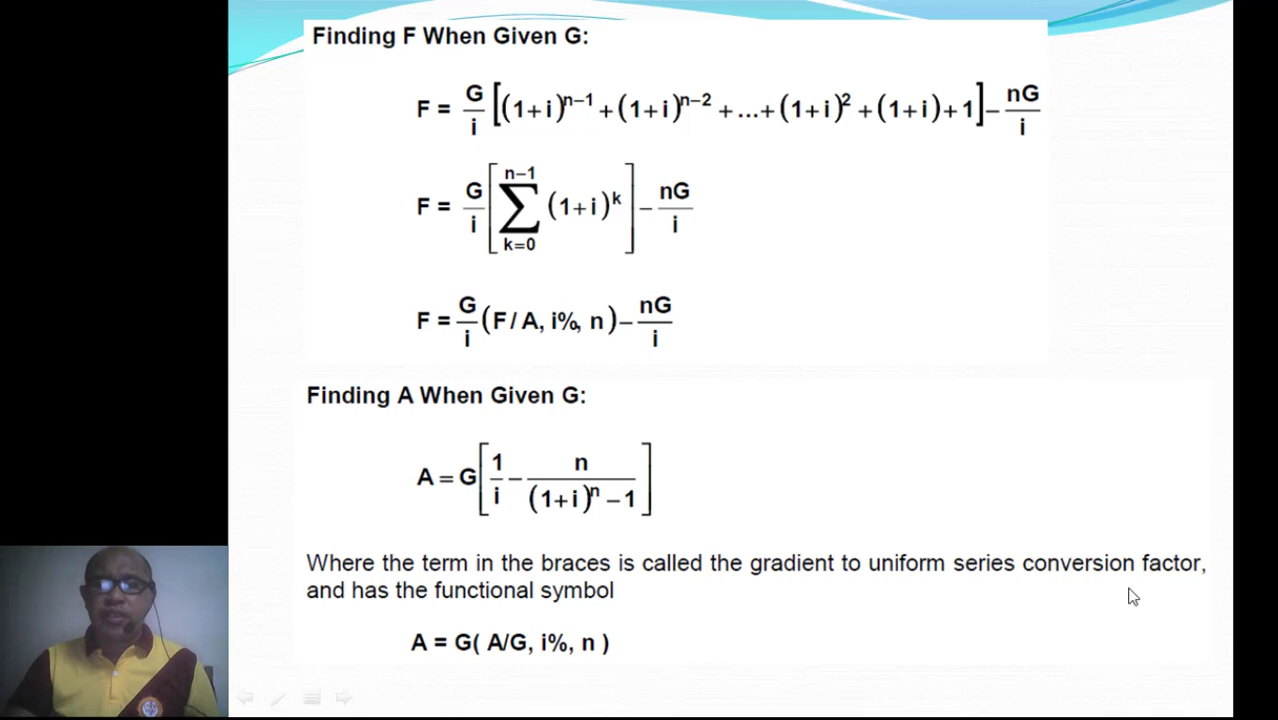 Finding F When Given G:
F = G/i [(1+i)^n−1 + (1+i)^n−2 + ... + (1+i)^2 + (1+i) + 1] − nG/i
F = G/i [∑_{k=0}^{n−1} (1+i)^k] − nG/i
F = G/i (F/A, i%, n) − nG/i
Finding A When Given G:
A = G[1/i − n/((1+i)^n − 1)]
Where the term in the braces is called the gradient to uniform series conversion factor,
and has the functional symbol
A = G( A/G, i%, n )